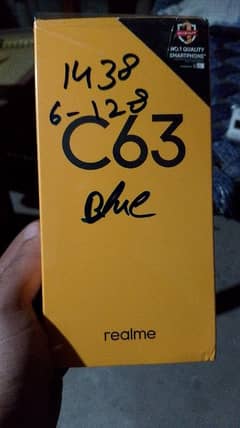 1438
NO.1 QUALITY
SMARTPHONE*
6-128
C63
Blue
realme